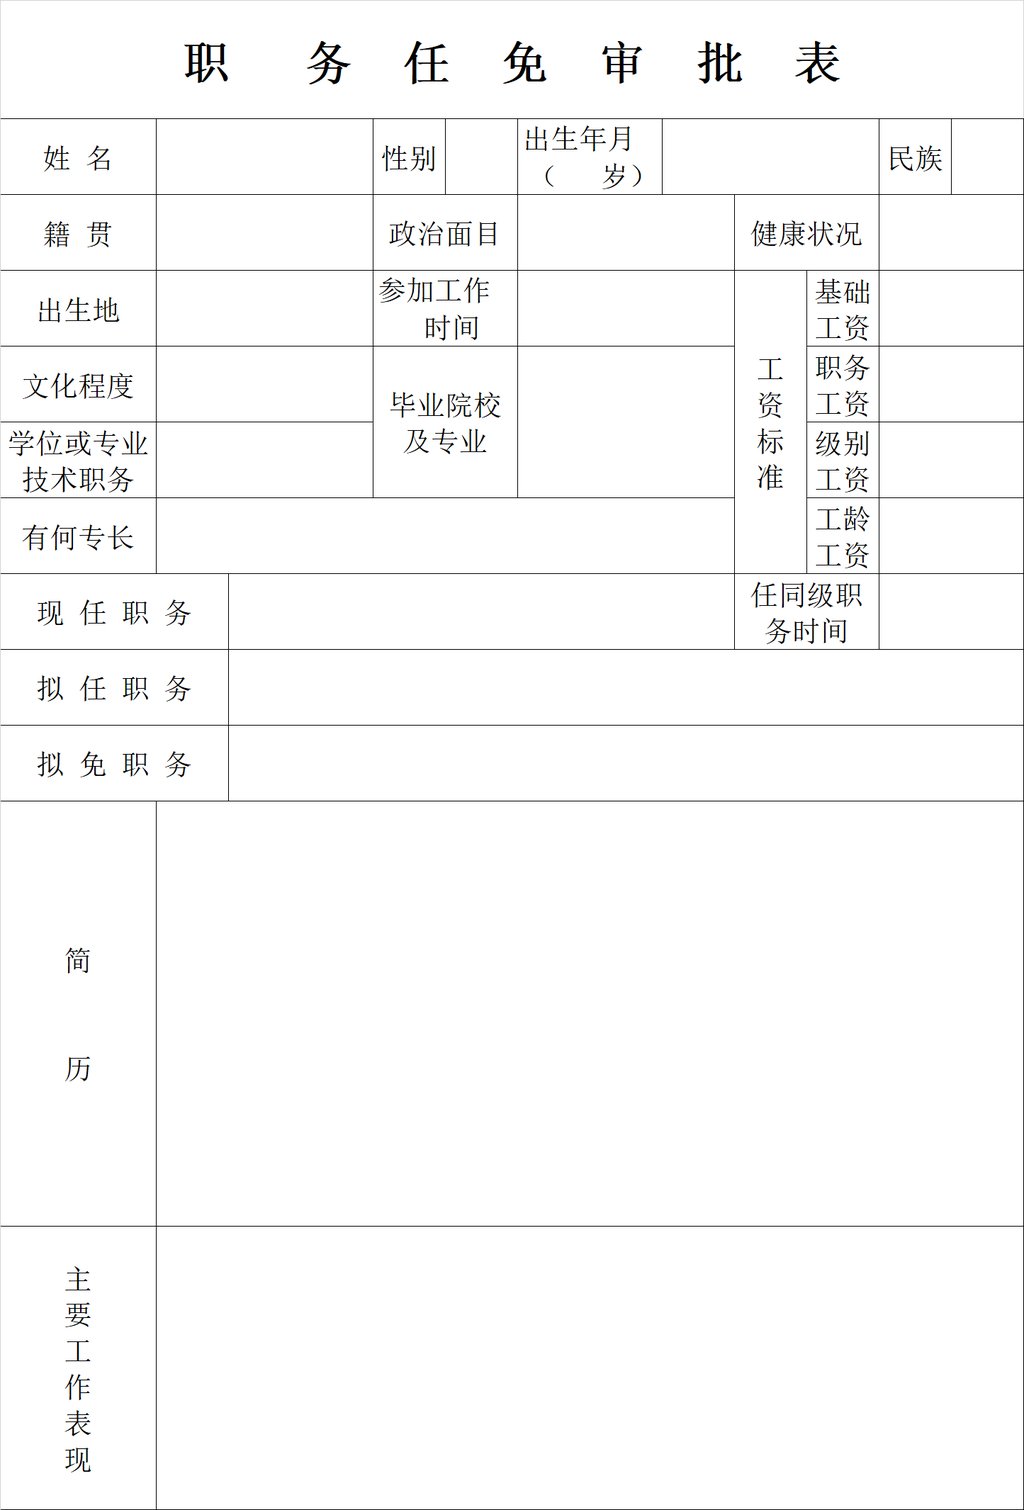 职 务 任 免 审 批 表
姓 名
性别
出生年月
（ 岁）
民族
籍 贯
政治面目
健康状况
出生地
参加工作
时间
工
资
标
准
基础
工资
文化程度
毕业院校
及专业
职务
工资
学位或专业
技术职务
级别
工资
有何专长
工龄
工资
现 任 职 务
任同级职
务时间
拟 任 职 务
拟 免 职 务
简
历
主
要
工
作
表
现